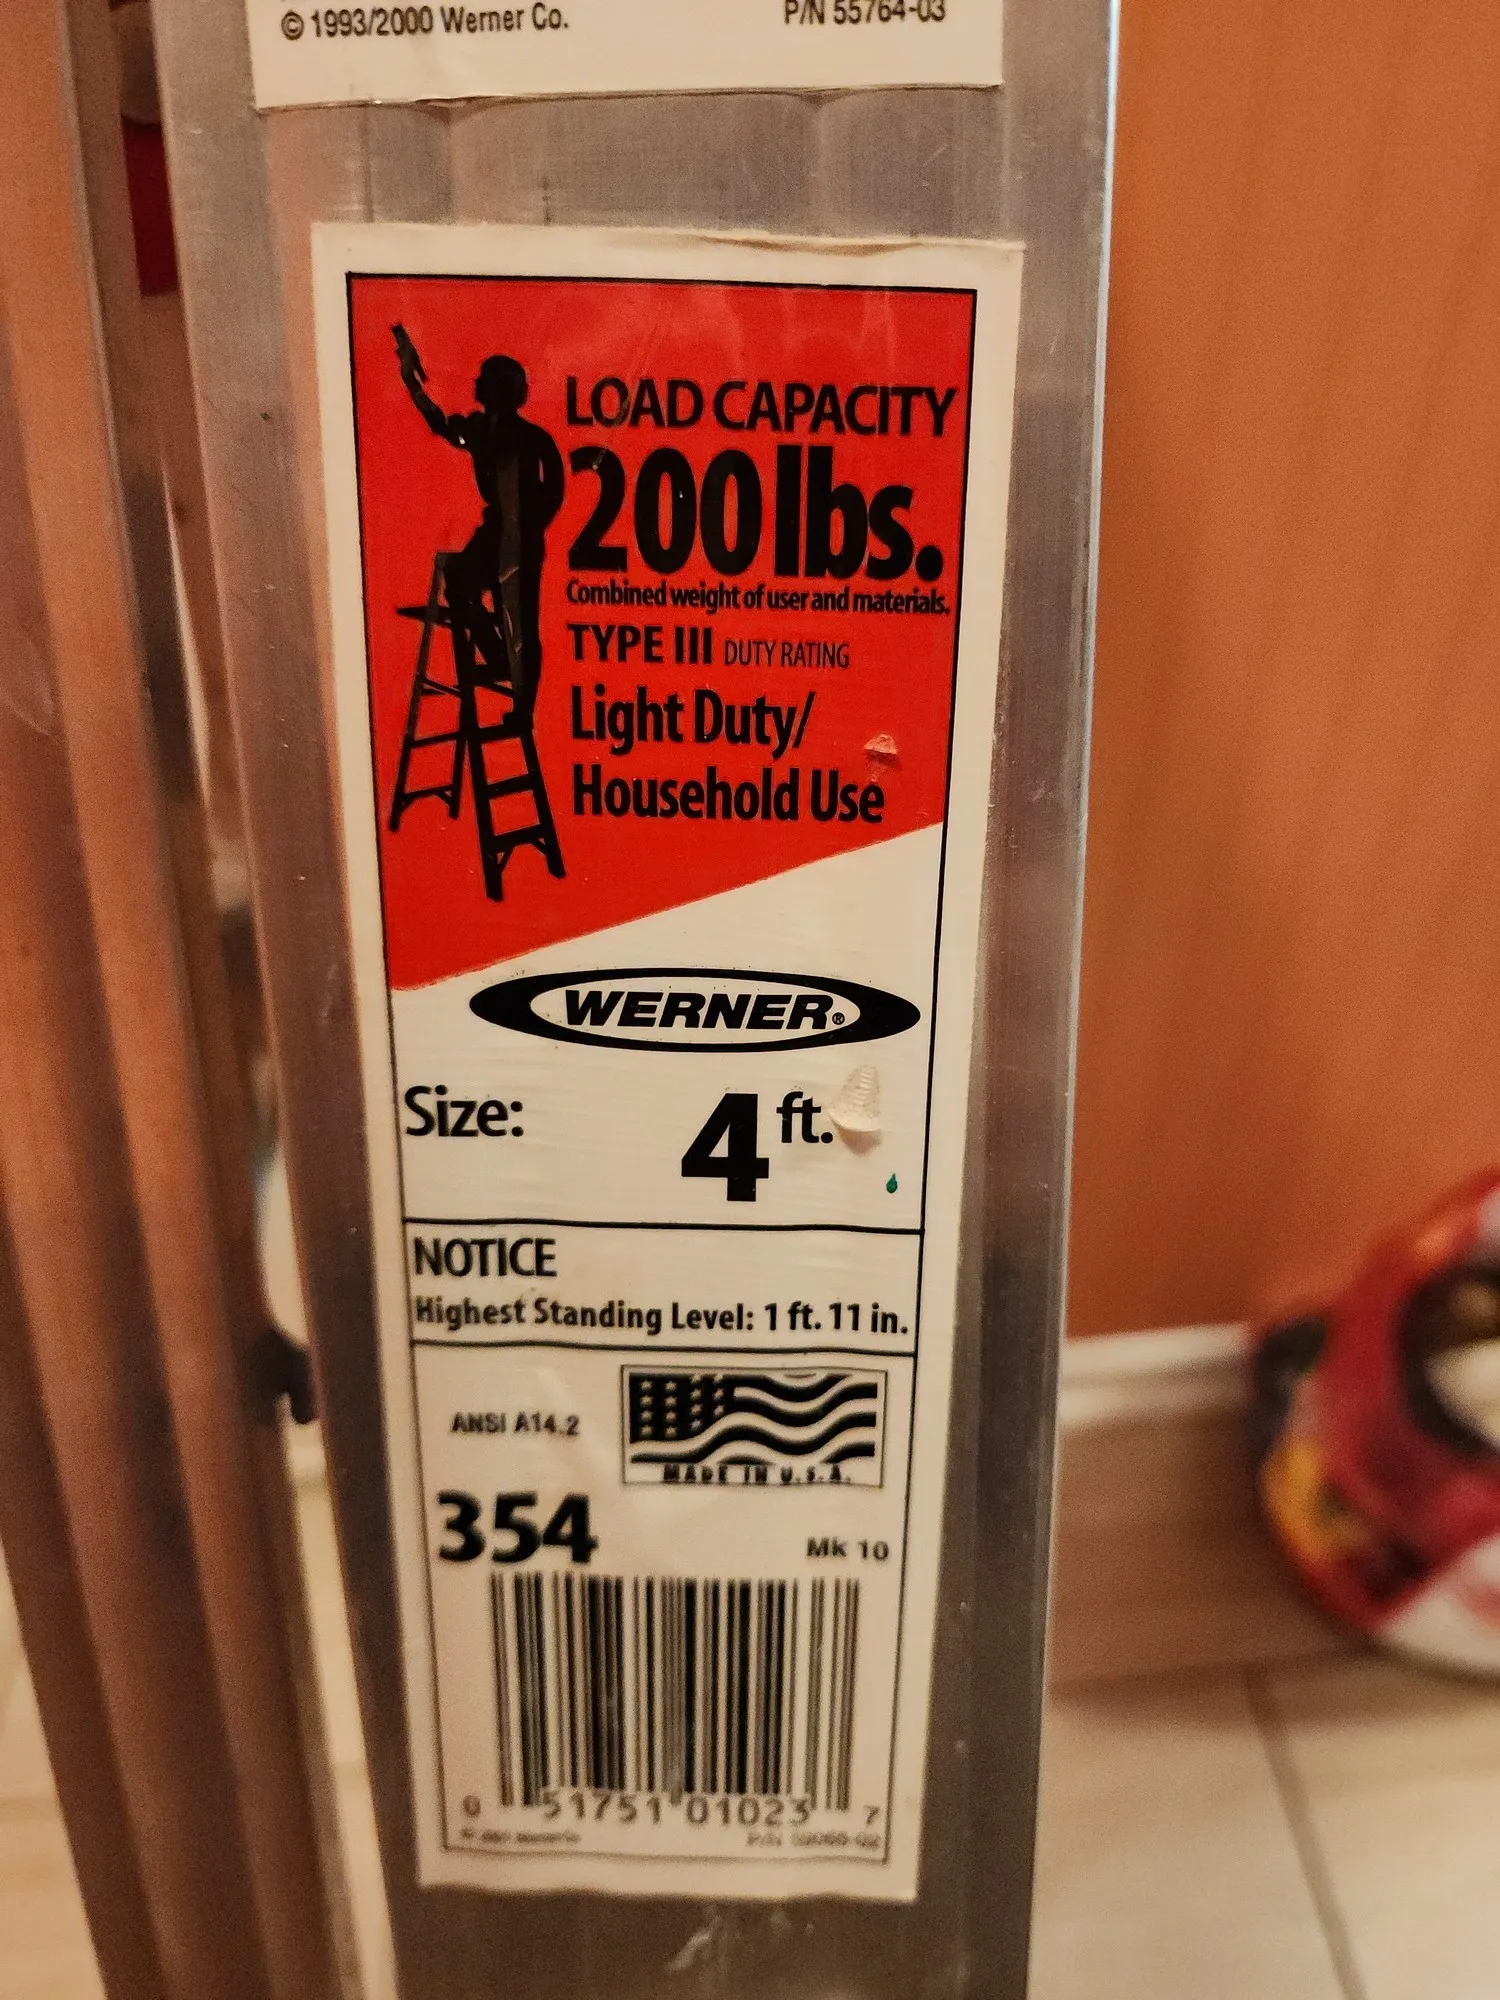 © 1993/2000 Werner Co. P/N 55764-03
LOAD CAPACITY
200 lbs.
Combined weight of user and materials.
TYPE III DUTY RATING
Light Duty/
Household Use
WERNER®
Size: 4 ft.
NOTICE
Highest Standing Level: 1 ft. 11 in.
ANSI A14.2
MADE IN U.S.A.
354 Mk 10
0 51751 01023 7
P/N